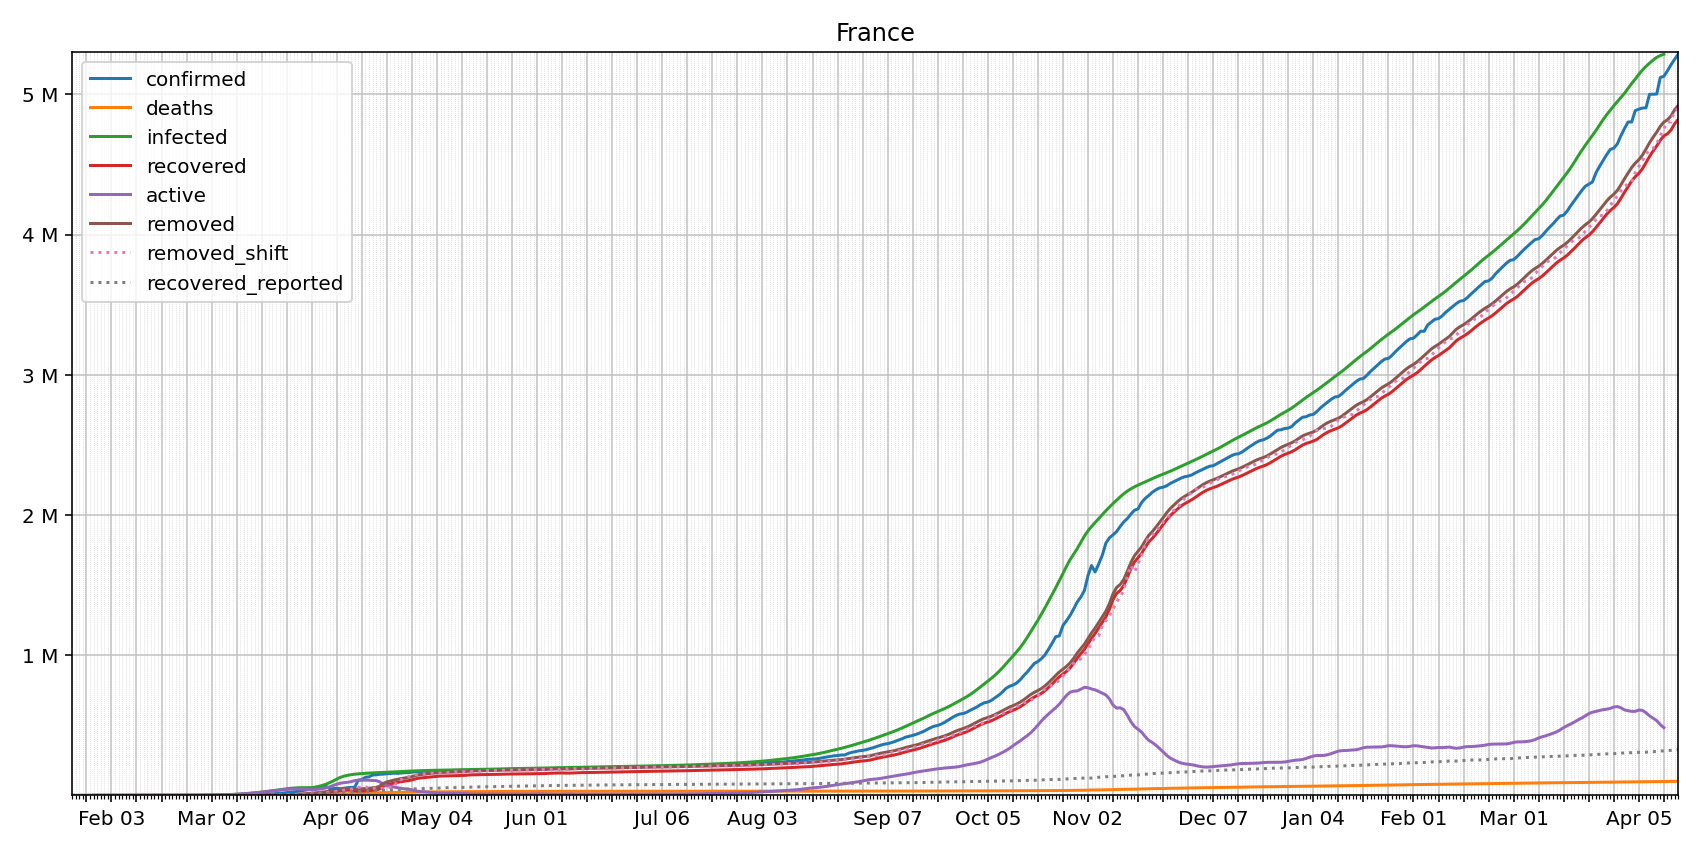 France
confirmed
deaths
infected
recovered
active
removed
removed_shift
recovered_reported
5 M
4 M
3 M
2 M
1 M
Feb 03 Mar 02 Apr 06 May 04 Jun 01 Jul 06 Aug 03 Sep 07 Oct 05 Nov 02 Dec 07 Jan 04 Feb 01 Mar 01 Apr 05